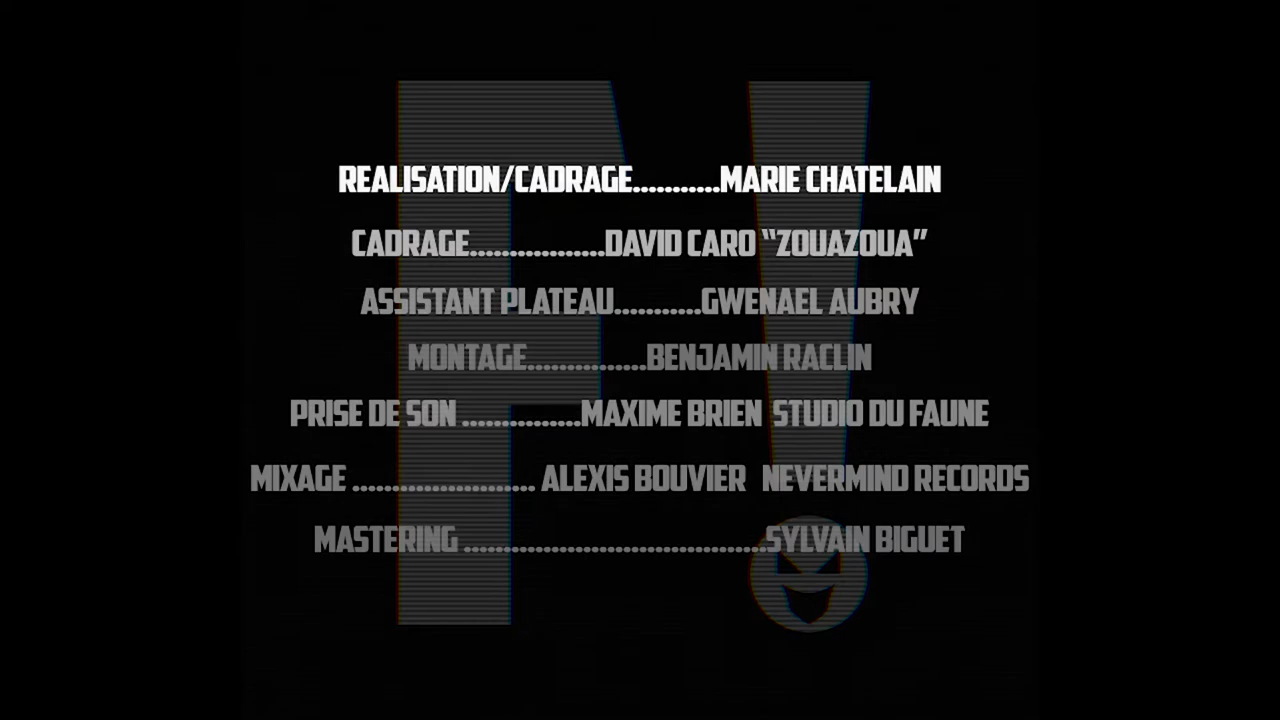 REALISATION/CADRAGE...........MARIE CHATELAIN
CADRAGE.................DAVID CARO “ZOUAZOUA”
ASSISTANT PLATEAU...........GWENAEL AUBRY
MONTAGE...............BENJAMIN RACLIN
PRISE DE SON ...............MAXIME BRIEN STUDIO DU FAUNE
MIXAGE ....................... ALEXIS BOUVIER NEVERMIND RECORDS
MASTERING ......................................SYLVAIN BIGUET
F!